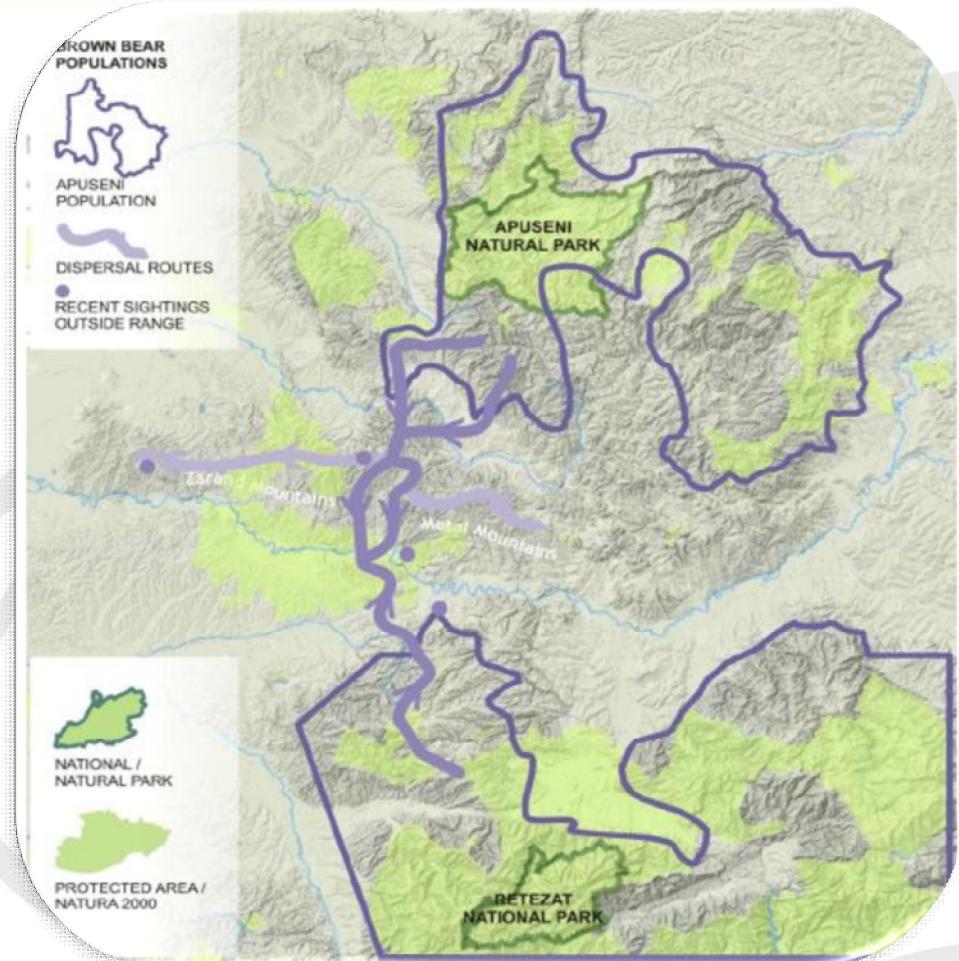 BROWN BEAR
POPULATIONS
APUSENI
POPULATION
DISPERSAL ROUTES
RECENT SIGHTINGS
OUTSIDE RANGE
APUSENI
NATURAL PARK
Zarand Mountains
Metal Mountains
NATIONAL /
NATURAL PARK
PROTECTED AREA /
NATURA 2000
RETEZAT
NATIONAL PARK